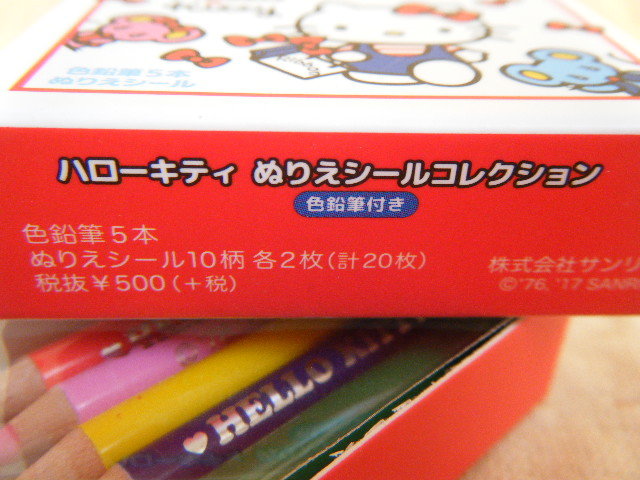 色鉛筆5本
ぬりえシール
ハローキティ ぬりえシールコレクション
色鉛筆付き
色鉛筆5本
ぬりえシール10柄 各2枚(計20枚)
税抜¥500(+税)
株式会社サンリ
©'76, '17 SANR
HELLO